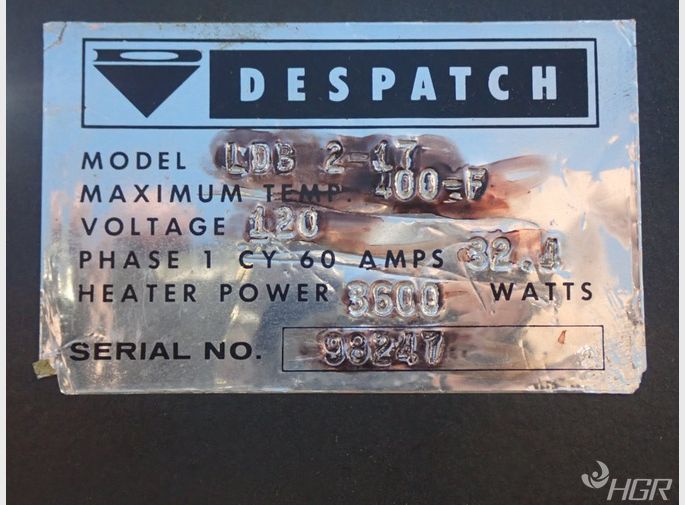 DESPATCH
MODEL LDB 2-17
MAXIMUM TEMP. 400-F
VOLTAGE 120
PHASE 1 CY 60 AMPS 32.1
HEATER POWER 3600 WATTS
SERIAL NO. 98247
HGR